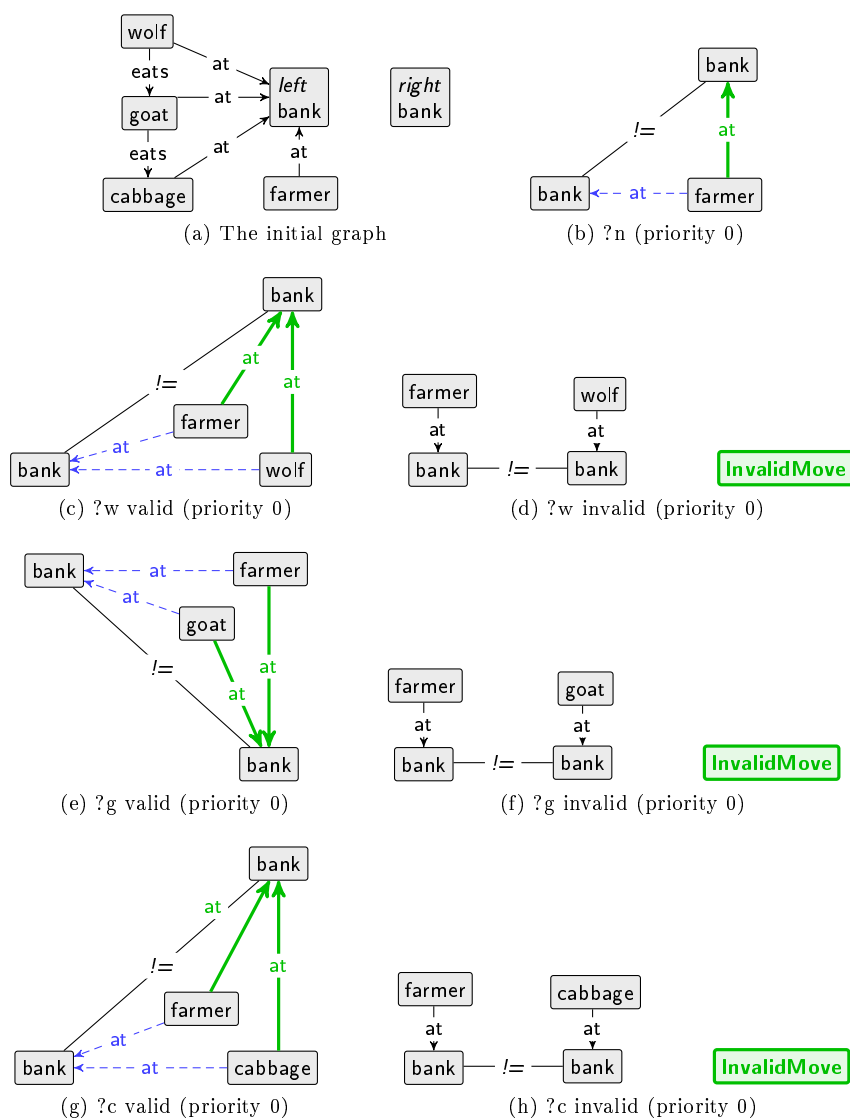 wolf
eats
at
left
bank
right
bank
goat
at
eats
at
cabbage
at
farmer
(a) The initial graph
bank
!=
at
bank
at
farmer
(b) ?n (priority 0)
bank
!=
at
at
farmer
at
bank
at
wolf
(c) ?w valid (priority 0)
farmer
wolf
at
at
bank
!=
bank
InvalidMove
(d) ?w invalid (priority 0)
bank
at
farmer
at
goat
!=
at
at
bank
(e) ?g valid (priority 0)
farmer
goat
at
at
bank
!=
bank
InvalidMove
(f) ?g invalid (priority 0)
bank
at
!=
at
farmer
at
bank
at
cabbage
(g) ?c valid (priority 0)
farmer
cabbage
at
at
bank
!=
bank
InvalidMove
(h) ?c invalid (priority 0)